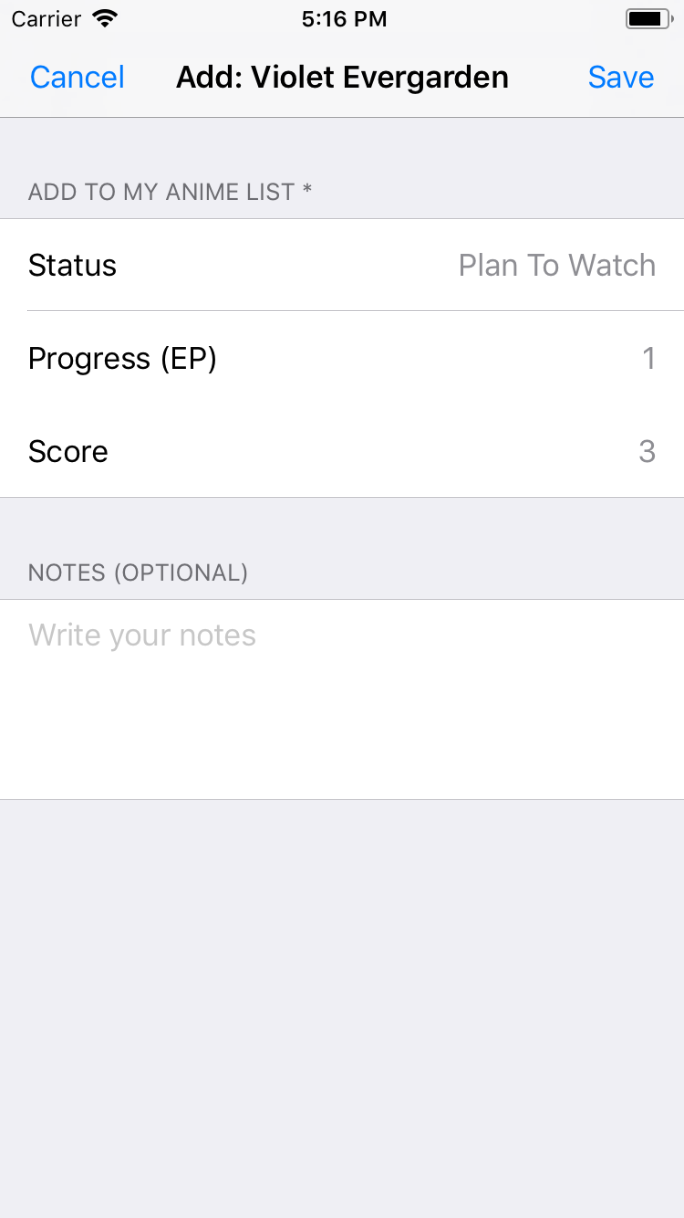 Carrier 5:16 PM
Cancel Add: Violet Evergarden Save
ADD TO MY ANIME LIST *
Status Plan To Watch
Progress (EP) 1
Score 3
NOTES (OPTIONAL)
Write your notes